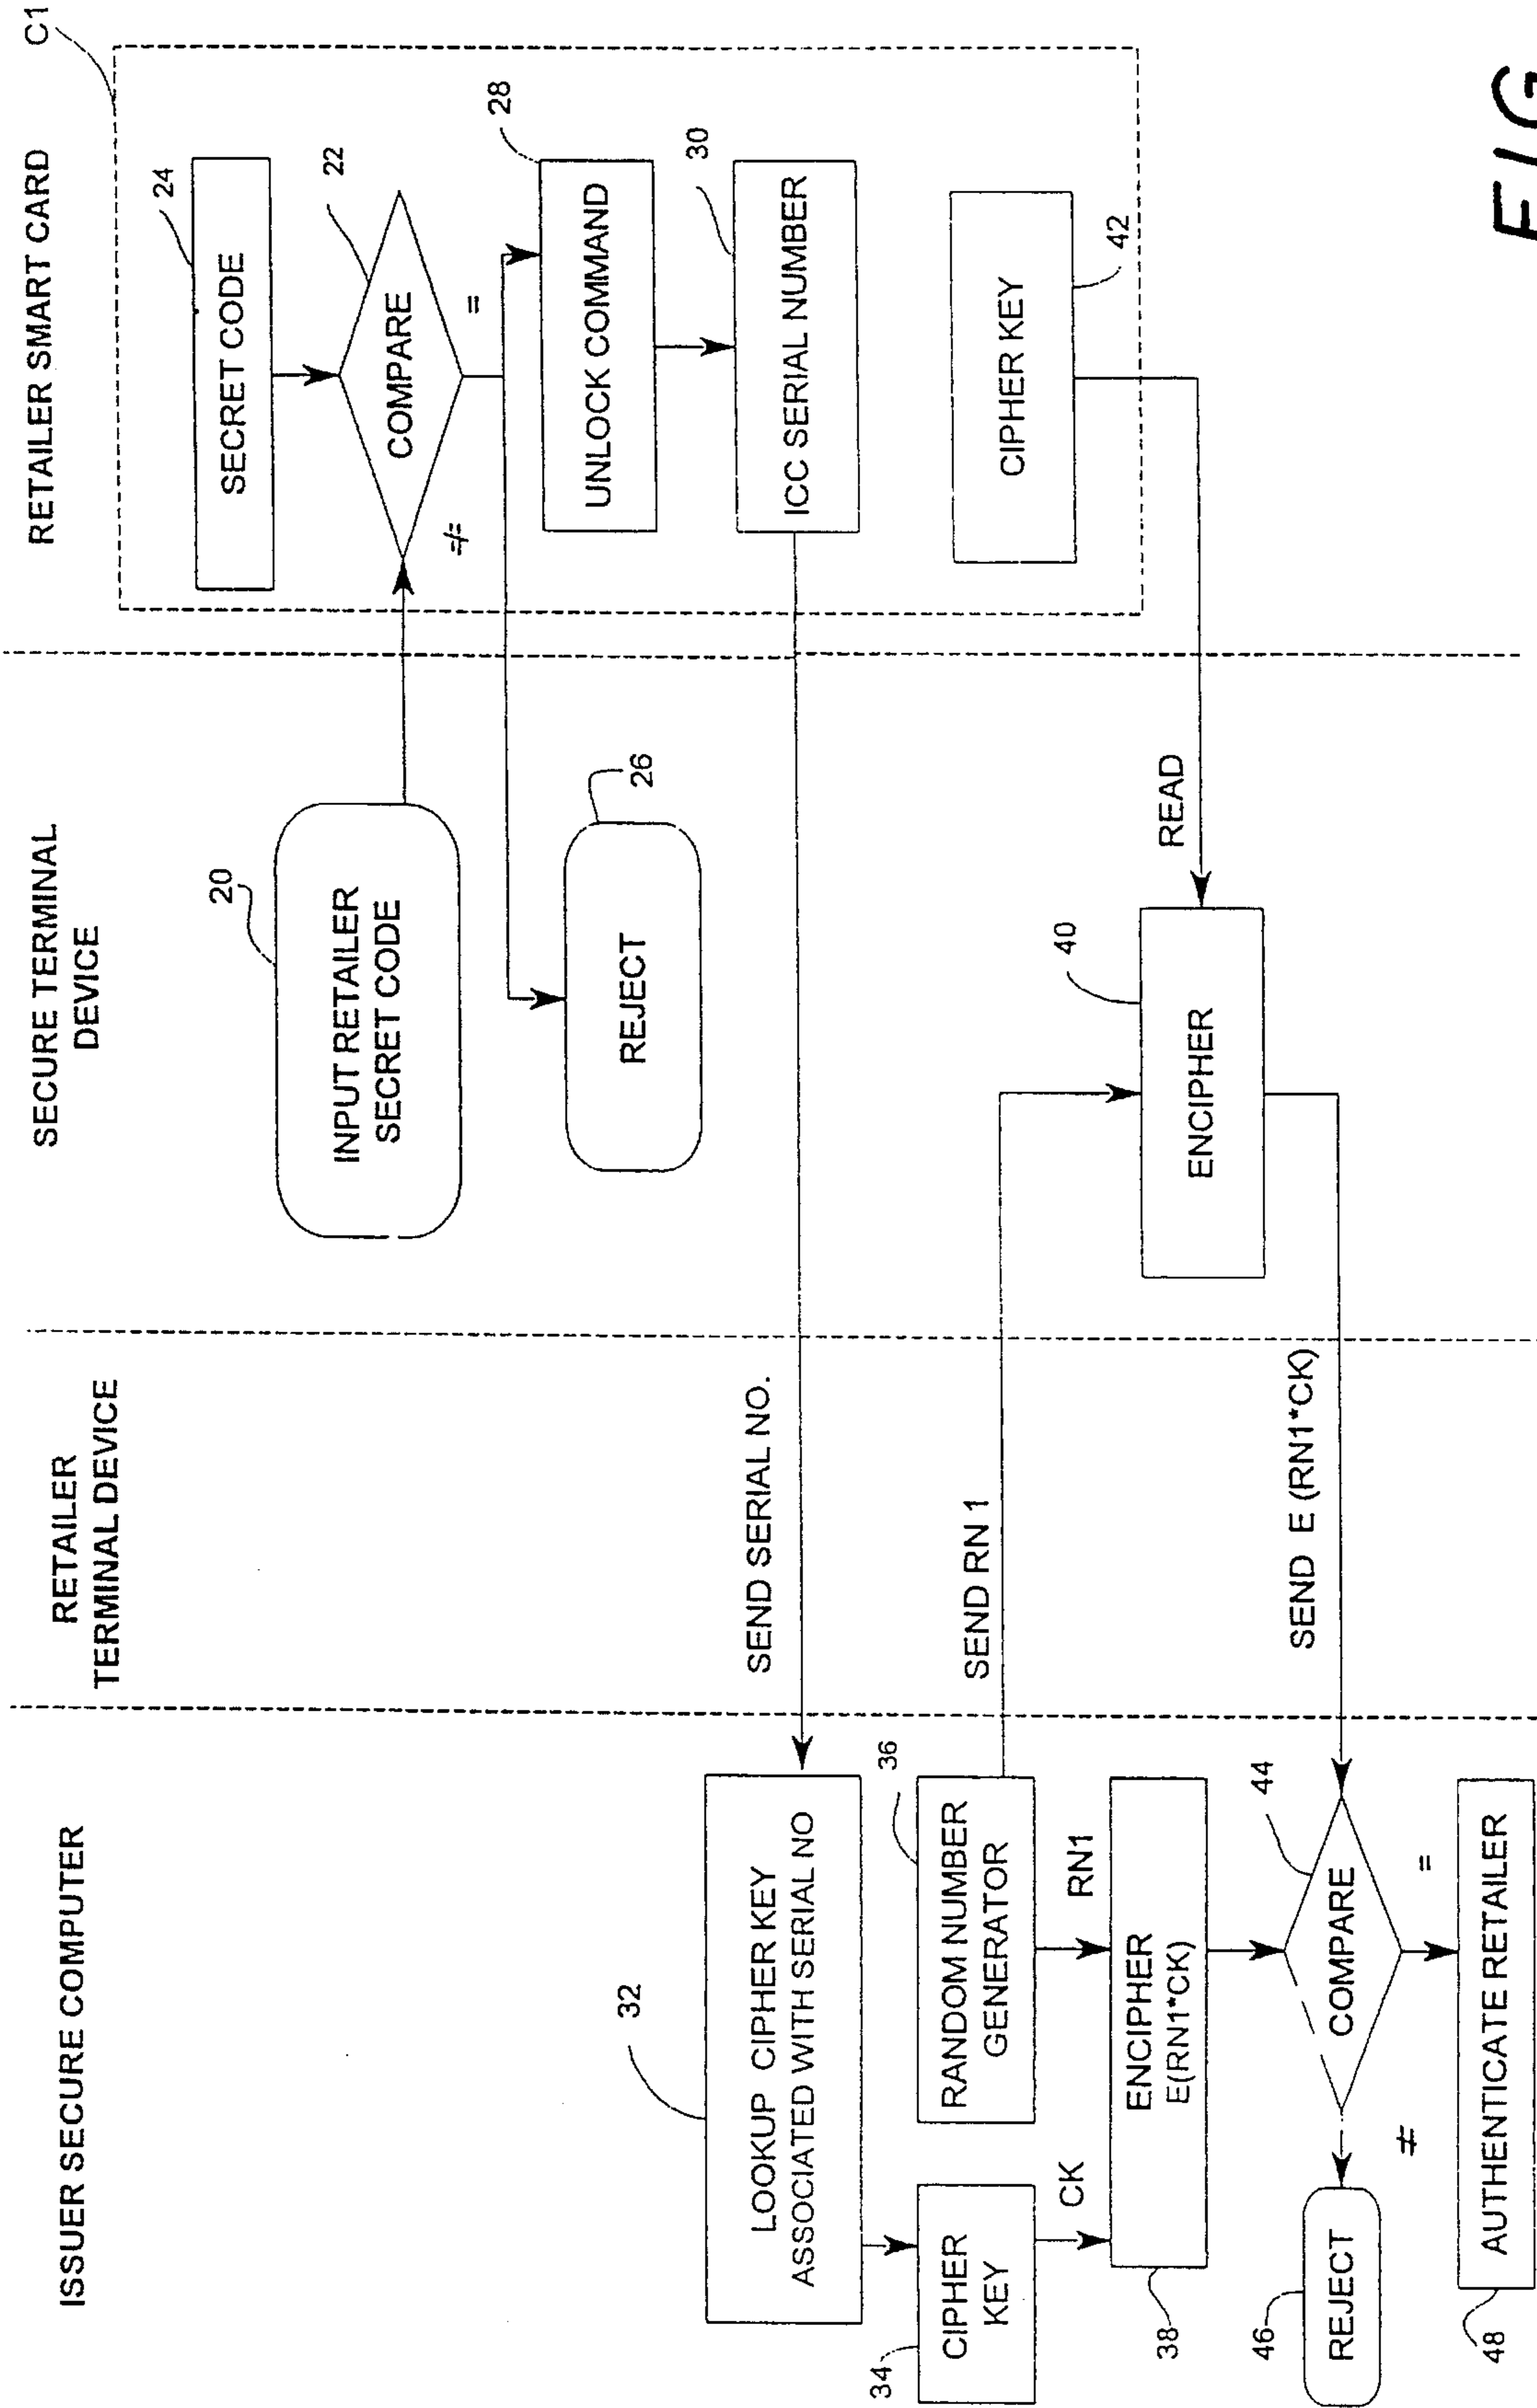 ISSUER SECURE COMPUTER
RETAILER
TERMINAL DEVICE
SECURE TERMINAL
DEVICE
RETAILER SMART CARD
C1
24
SECRET CODE
20
INPUT RETAILER
SECRET CODE
22
COMPARE
≠
=
26
REJECT
28
UNLOCK COMMAND
30
ICC SERIAL NUMBER
SEND SERIAL NO.
32
LOOKUP CIPHER KEY
ASSOCIATED WITH SERIAL NO
34
CIPHER
KEY
36
RANDOM NUMBER
GENERATOR
SEND RN 1
CIPHER KEY
42
READ
CK
RN1
38
ENCIPHER
E(RN1*CK)
40
ENCIPHER
SEND E (RN1*CK)
44
COMPARE
46
REJECT
≠
=
48
AUTHENTICATE RETAILER
FIG